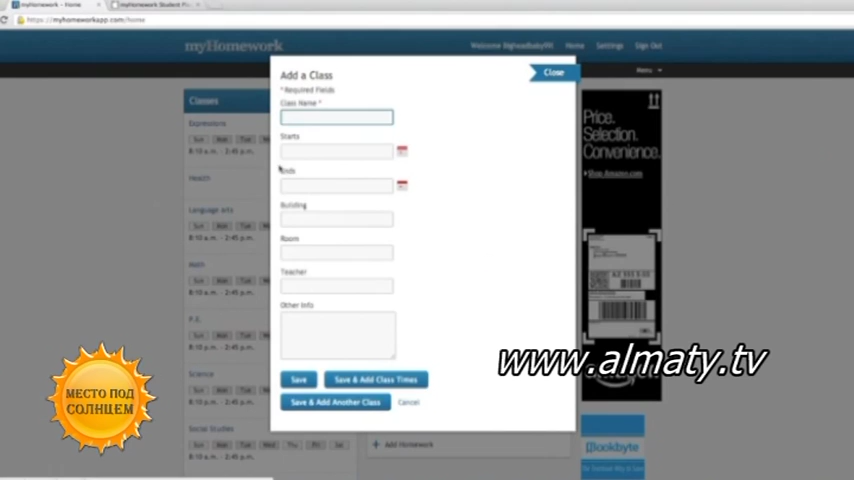 myHomework - Home
myHomework Student Pl
https://myhomeworkapp.com/home
myHomework
Home
Settings
Sign Out
Menu
Classes
Expressions
Sun Mon Tue
8:10 a.m. - 2:45 p.m.
Health
Language Arts
Sun Mon Tue
8:10 a.m. - 2:45 p.m.
Math
Sun Mon Tue
8:10 a.m. - 2:45 p.m.
P.E.
Sun Mon Tue
8:10 a.m. - 2:45 p.m.
Science
Sun Mon Tue
8:10 a.m. - 2:45 p.m.
Social Studies
Sun Mon Tue Wed Thu Fri Sat
8:10 a.m. - 2:45 p.m.
Add a Class
Close
* Required Fields
Class Name *
Starts
Ends
Building
Room
Teacher
Other Info
Save
Save & Add Class Times
Save & Add Another Class
Cancel
Add Homework
Price.
Selection.
Convenience.
Shop Amazon.com
Bookbyte
www.almaty.tv
МЕСТО ПОД
СОЛНЦЕМ